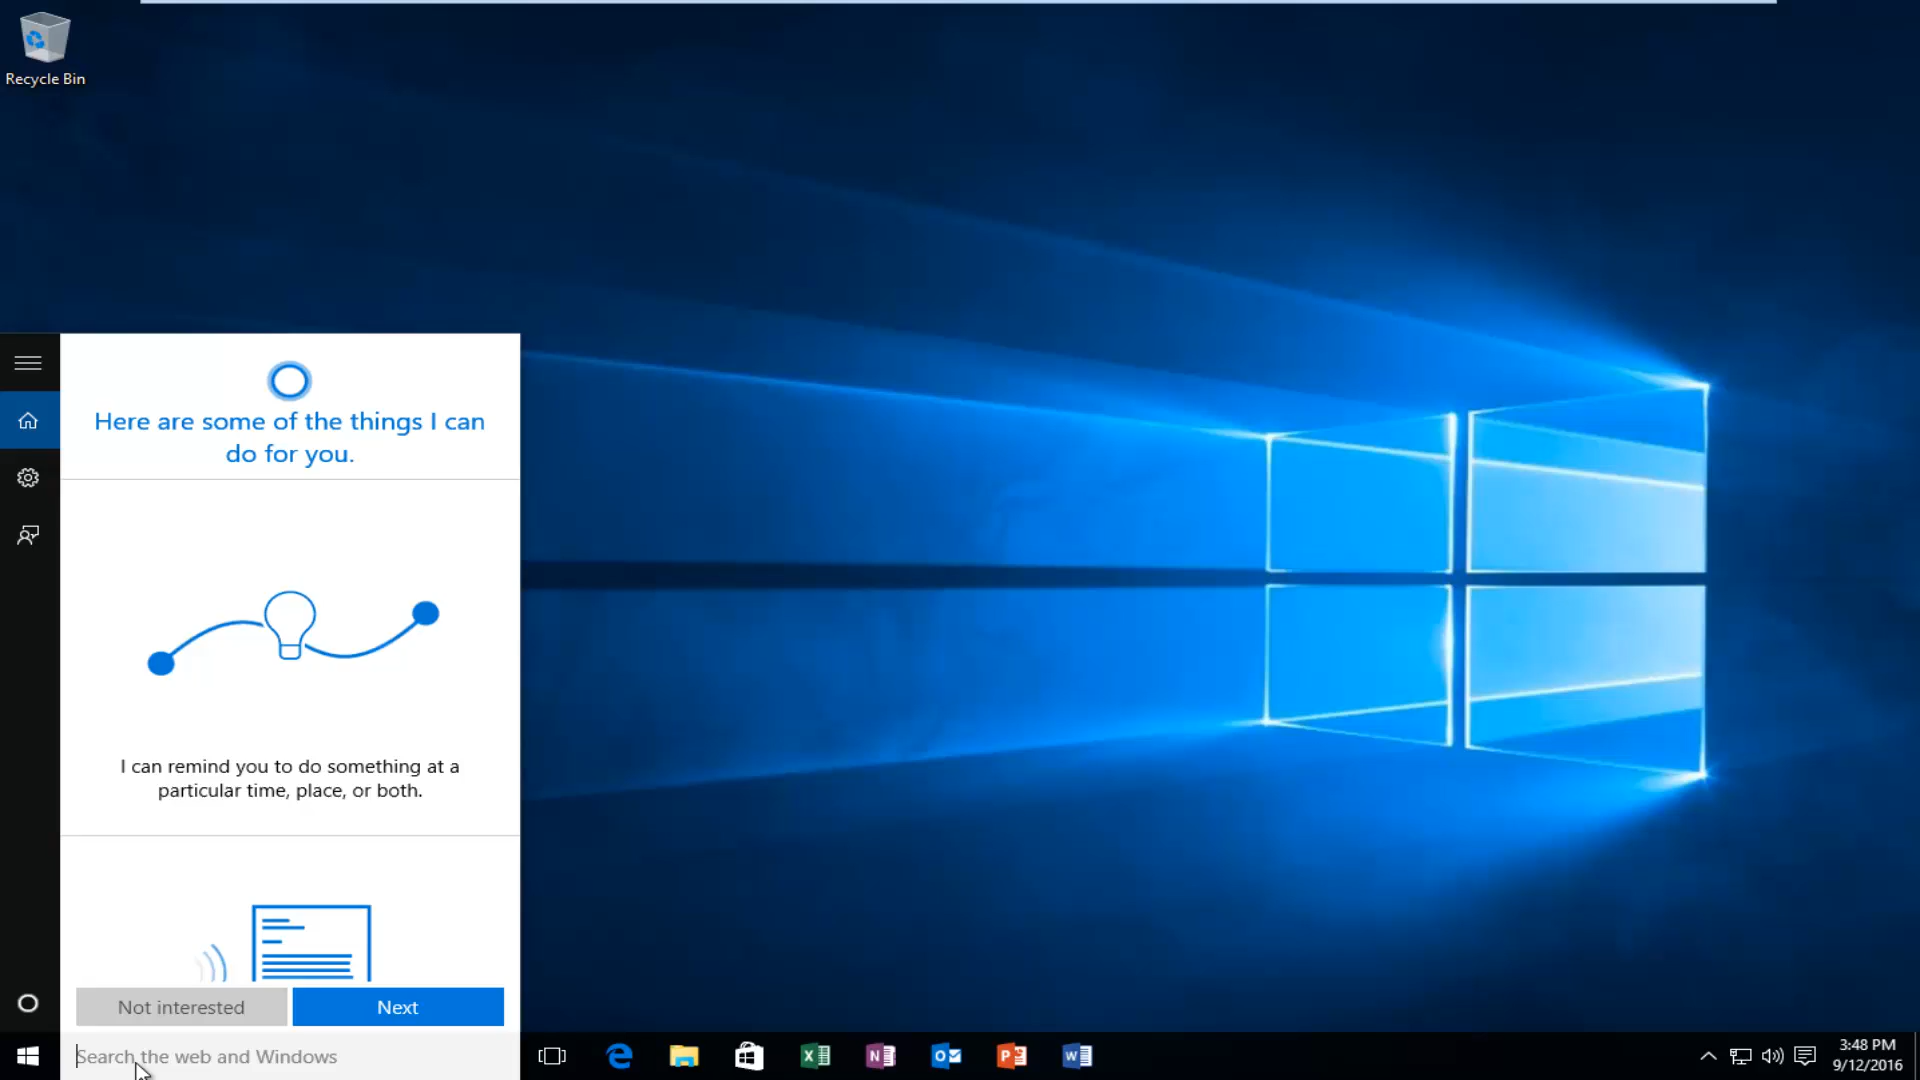 Recycle Bin
Here are some of the things I can
do for you.
I can remind you to do something at a
particular time, place, or both.
Not interested
Next
Search the web and Windows
3:48 PM
9/12/2016